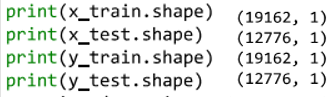 print(x_train.shape) (19162, 1)
print(x_test.shape) (12776, 1)
print(y_train.shape) (19162, 1)
print(y_test.shape) (12776, 1)